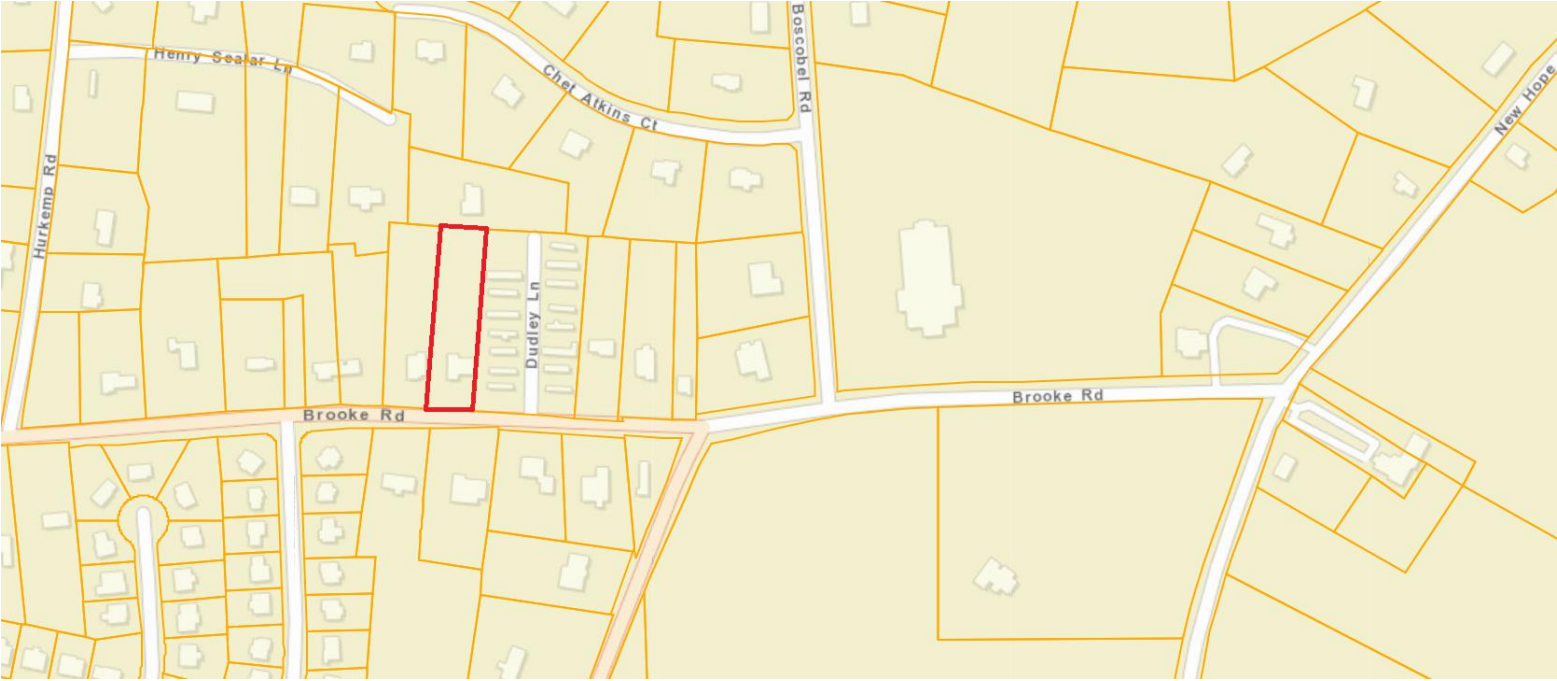 Henry Sealar Ln
Chet Atkins Ct
Boscobel Rd
New Hope
Hurkemp Rd
Dudley Ln
Brooke Rd
Brooke Rd